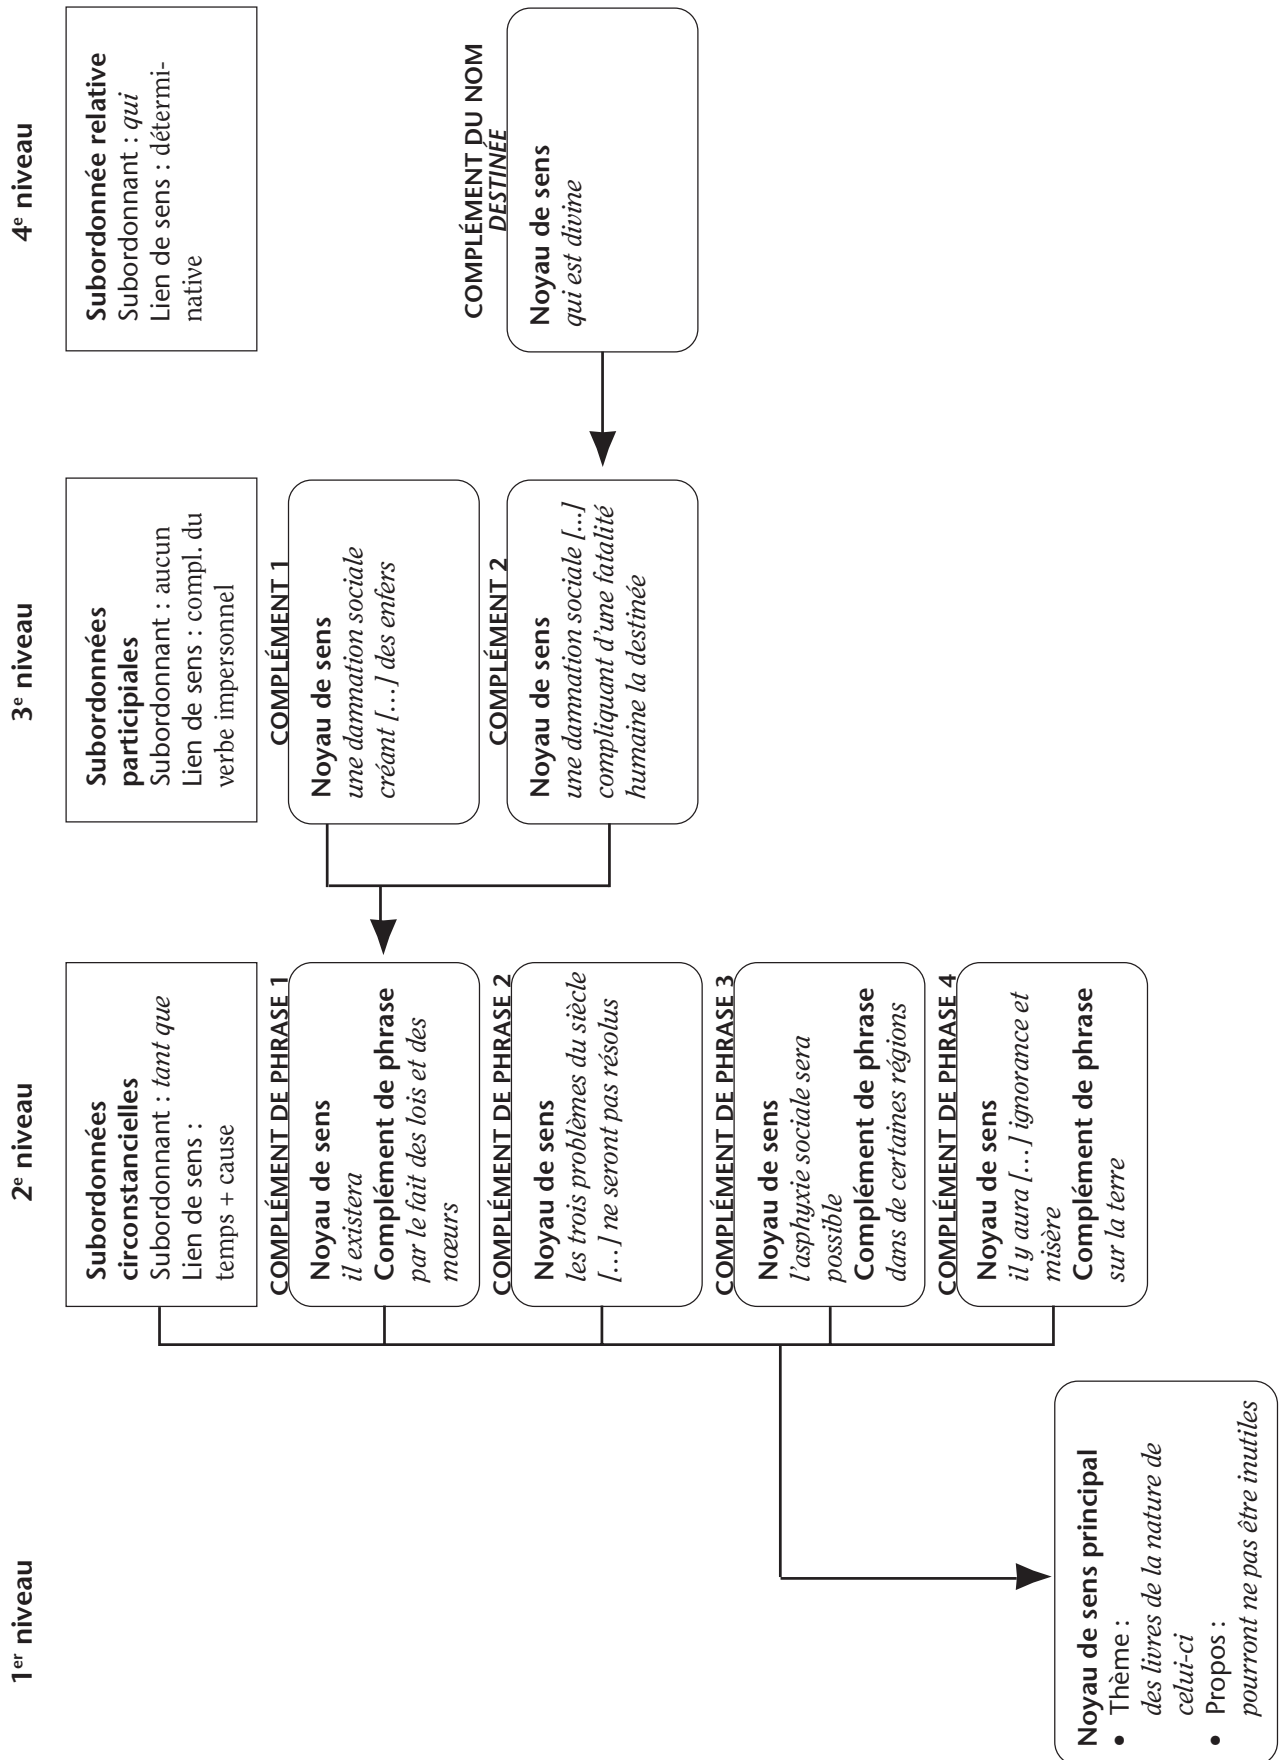 1er niveau
2e niveau
3e niveau
4e niveau
Noyau de sens principal
• Thème :
des livres de la nature de
celui-ci
• Propos :
pourront ne pas être inutiles
Subordonnées
circonstancielles
Subordonnant : tant que
Lien de sens :
temps + cause
COMPLÉMENT DE PHRASE 1
Noyau de sens
il existera
Complément de phrase
par le fait des lois et des
mœurs
COMPLÉMENT DE PHRASE 2
Noyau de sens
les trois problèmes du siècle
[…] ne seront pas résolus
COMPLÉMENT DE PHRASE 3
Noyau de sens
l'asphyxie sociale sera
possible
Complément de phrase
dans de certaines régions
COMPLÉMENT DE PHRASE 4
Noyau de sens
il y aura […] ignorance et
misère
Complément de phrase
sur la terre
Subordonnées
participiales
Subordonnant : aucun
Lien de sens : compl. du
verbe impersonnel
COMPLÉMENT 1
Noyau de sens
une damnation sociale
créant […] des enfers
COMPLÉMENT 2
Noyau de sens
une damnation sociale […]
compliquant d'une fatalité
humaine la destinée
Subordonnée relative
Subordonnant : qui
Lien de sens : détermi-
native
COMPLÉMENT DU NOM
DESTINÉE
Noyau de sens
qui est divine